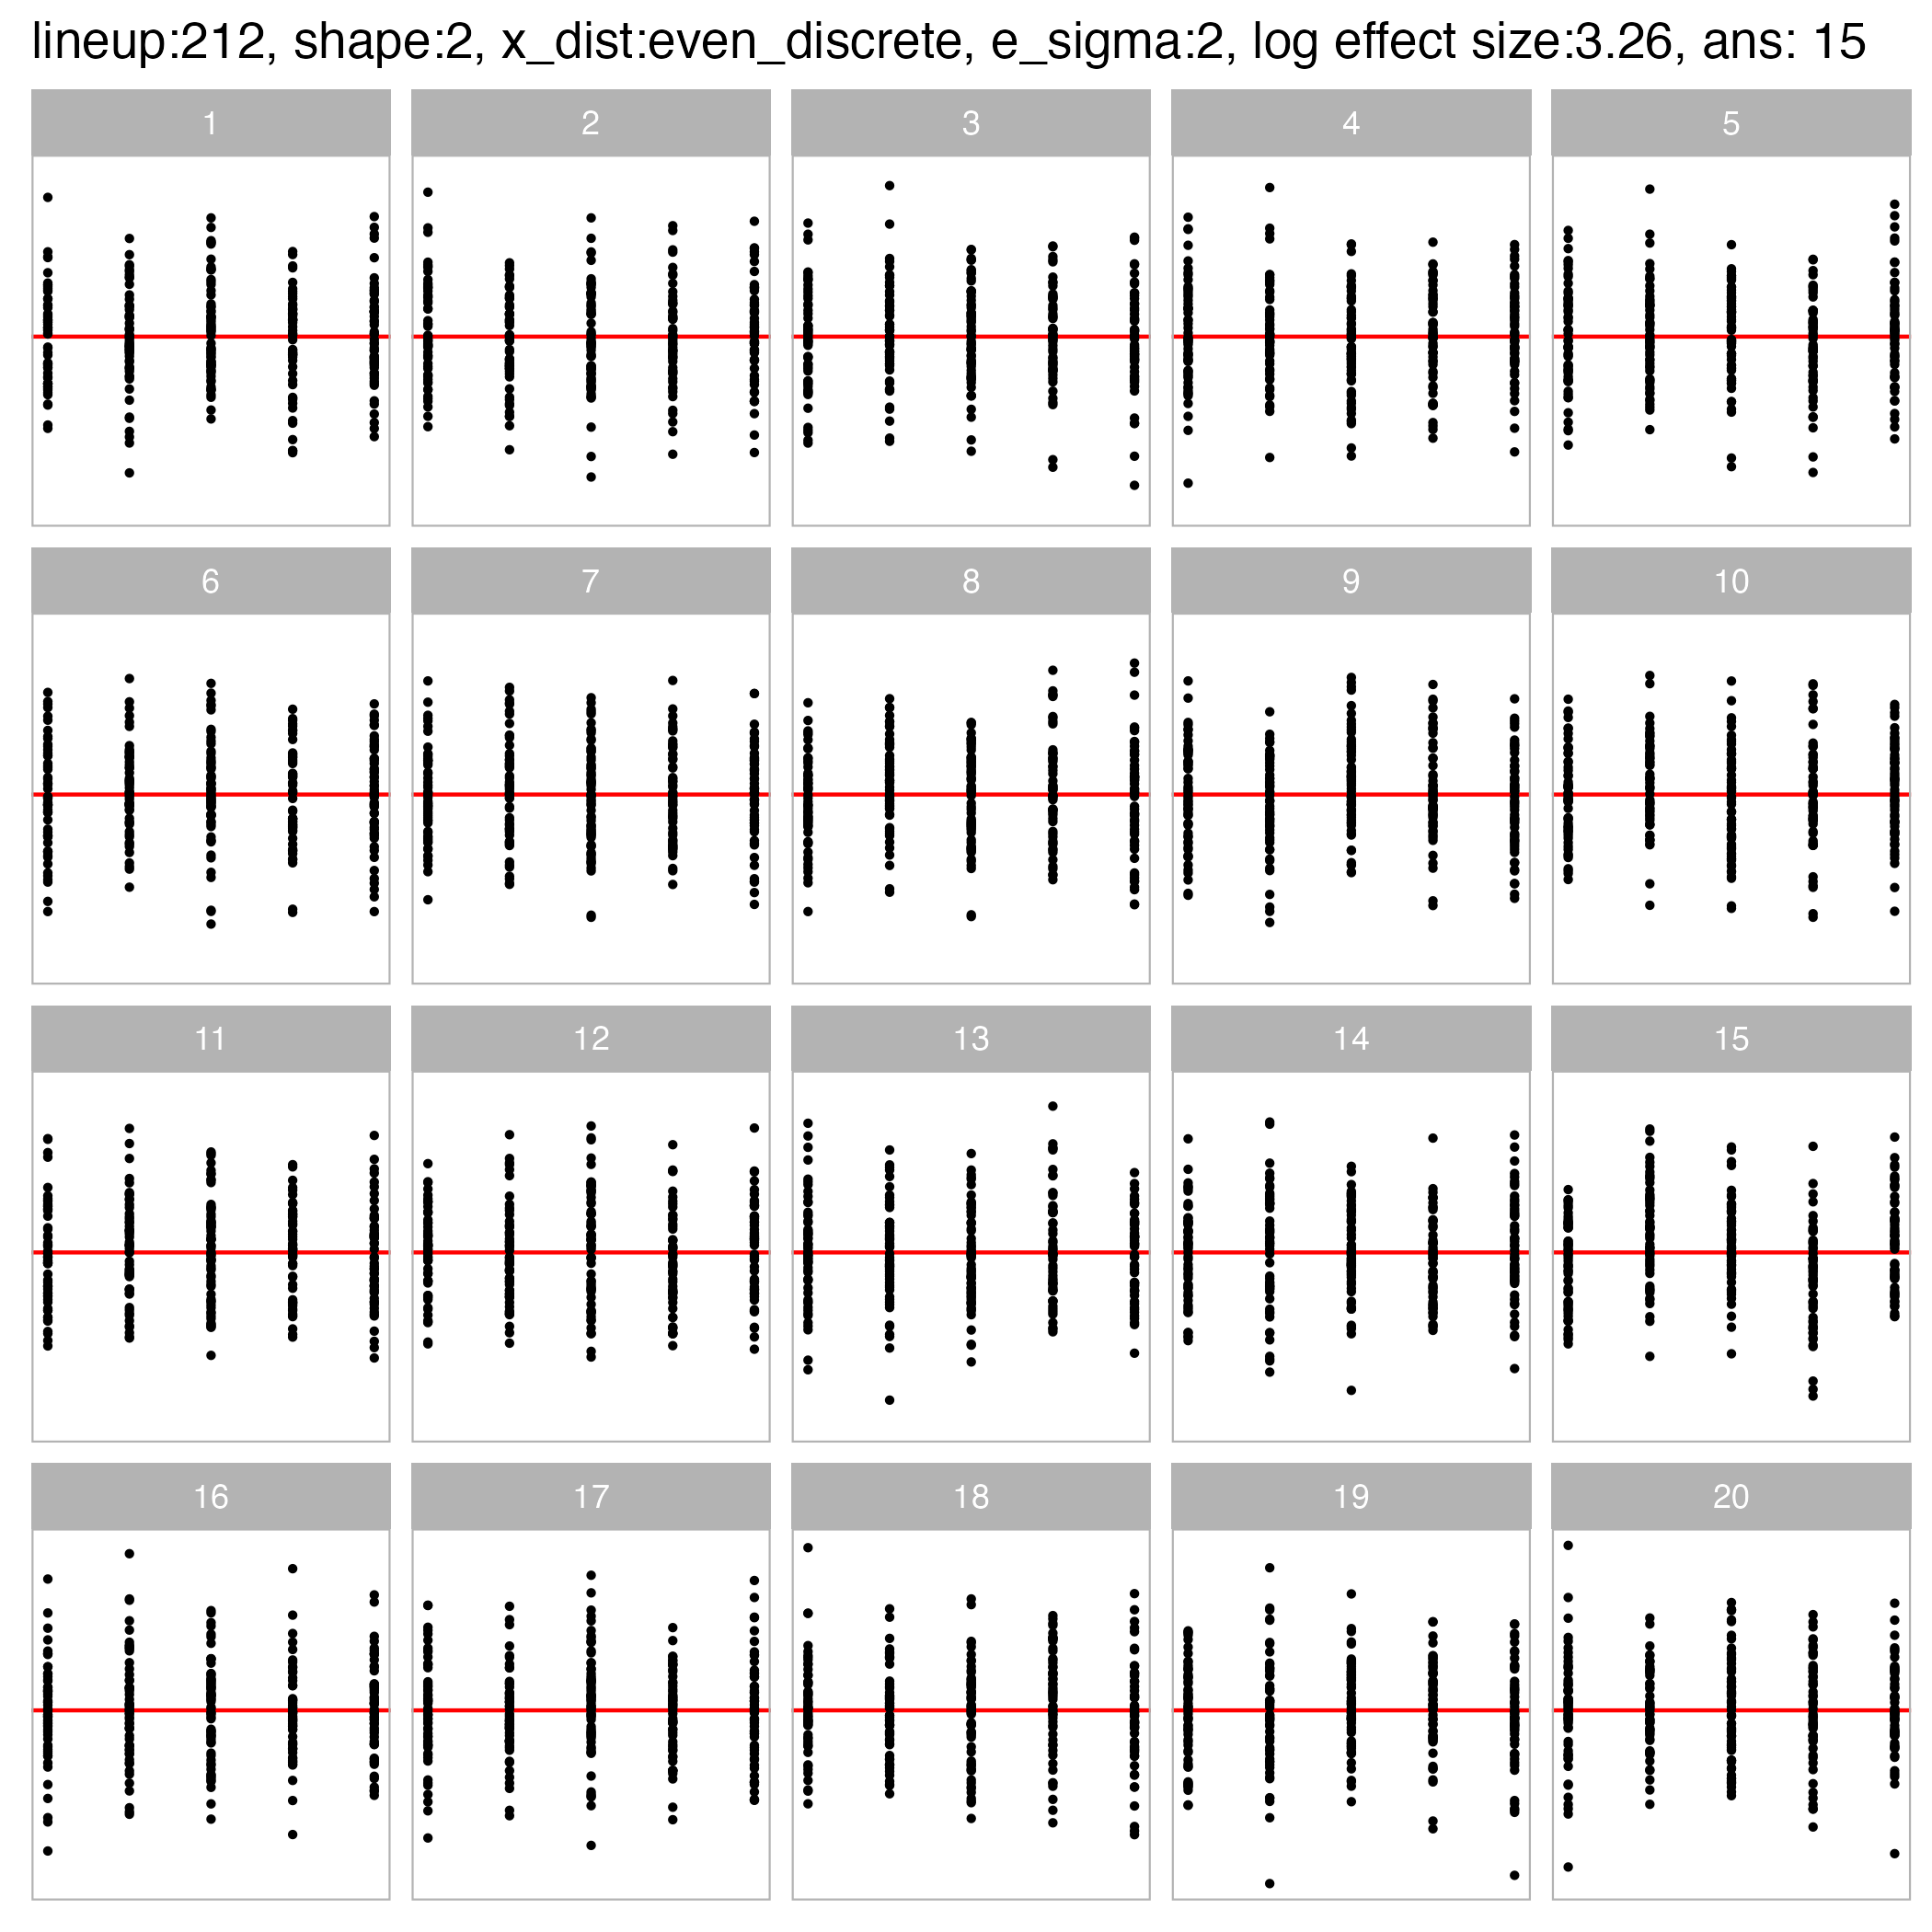 lineup:212, shape:2, x_dist:even_discrete, e_sigma:2, log effect size:3.26, ans: 15
1 2 3 4 5
6 7 8 9 10
11 12 13 14 15
16 17 18 19 20